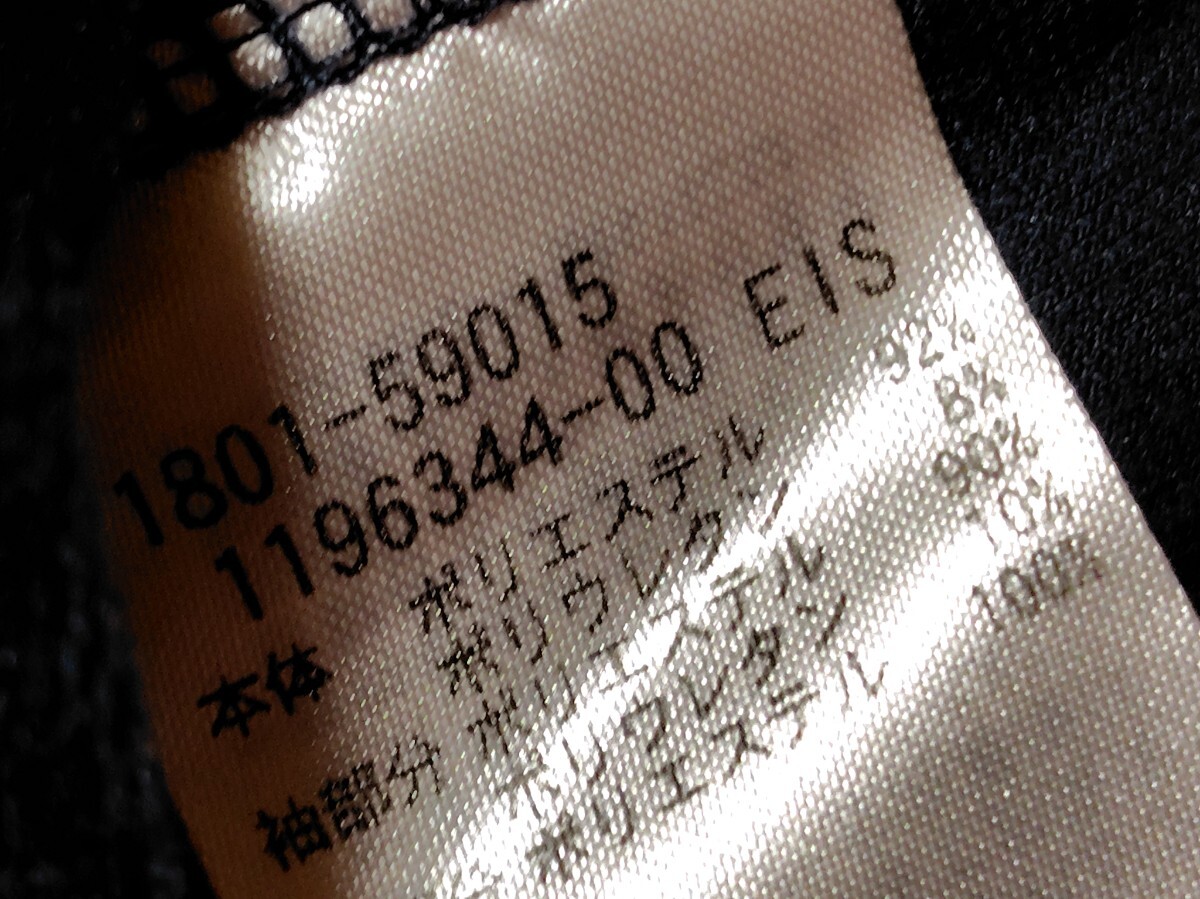 1801-59015
1196344-00 EIS
本体 ポリエステル 92%
ポリウレタン 8%
袖部分 ポリエステル 90%
ポリウレタン 10%
ポリエステル 100%